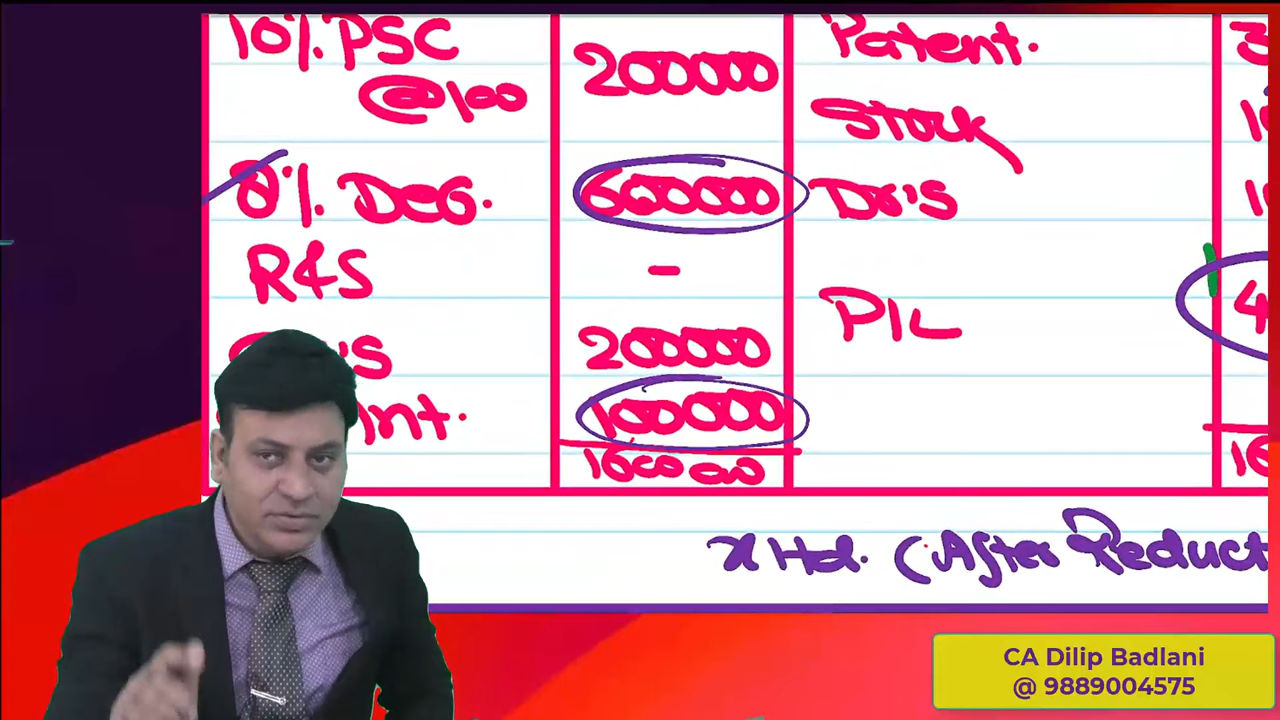 10% PSC
@100
200000
Patent.
Stock
8% Deb.
600000
Dr's
R&S
-
P/L
200000
Int.
100000
1600000
X Ltd. (After Reduct
CA Dilip Badlani
@ 9889004575